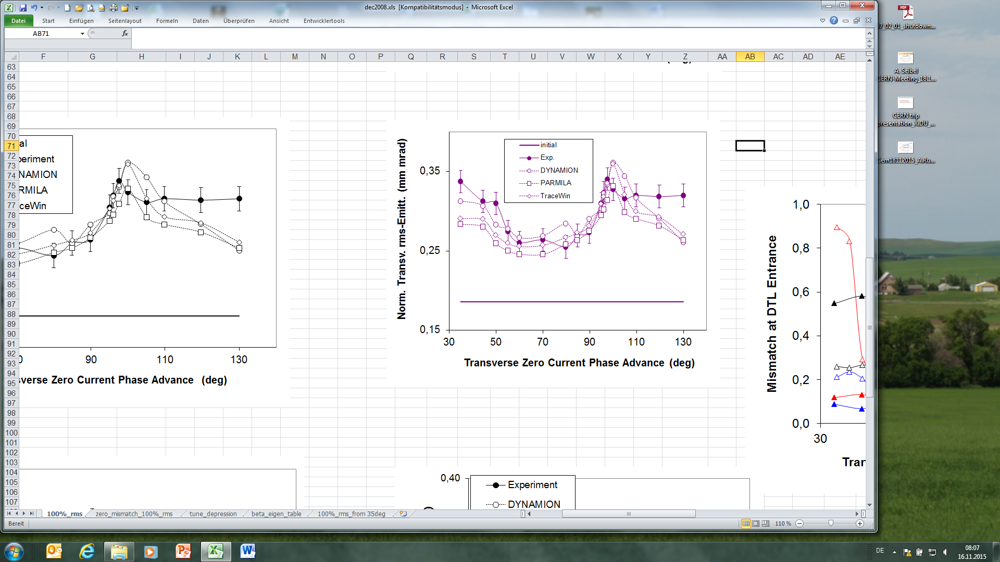 dec2008.xls [Kompatibilitätsmodus] - Microsoft Excel
Datei Start Einfügen Seitenlayout Formeln Daten Überprüfen Ansicht Entwicklertools
AB71 fx
F G H I J K L M N O P Q R S T U V W X Y Z AA AB AC AD AE
63
64
65
66
67
68
69
70
71
72
73
74
75
76
77
78
79
80
81
82
83
84
85
86
87
88
89
90
91
92
93
94
95
96
97
98
99
100
101
102
103
104
105
106
107
al
periment
NAMION
RMILA
ceWin
0 90 110 130
sverse Zero Current Phase Advance (deg)
Norm. Transv. rms-Emitt. (mm mrad)
0,35
0,25
0,15
initial
Exp.
DYNAMION
PARMILA
TraceWin
30 50 70 90 110 130
Transverse Zero Current Phase Advance (deg)
Mismatch at DTL Entrance
1,0
0,8
0,6
0,4
0,2
0,0
30
Tran
0,40
Experiment
DYNAMION
100%_rms zero_mismatch_100%_rms tune_depression beta_eigen_table 100%_rms_from 35deg
Bereit 110 %
PDF
07_02_01_shutdown...
A. Seibel
CERN-Meeting_18.1...
CERN trip
presentation_X.DU_...
Cern18112015_A.Ru...
DE
08:07
16.11.2015